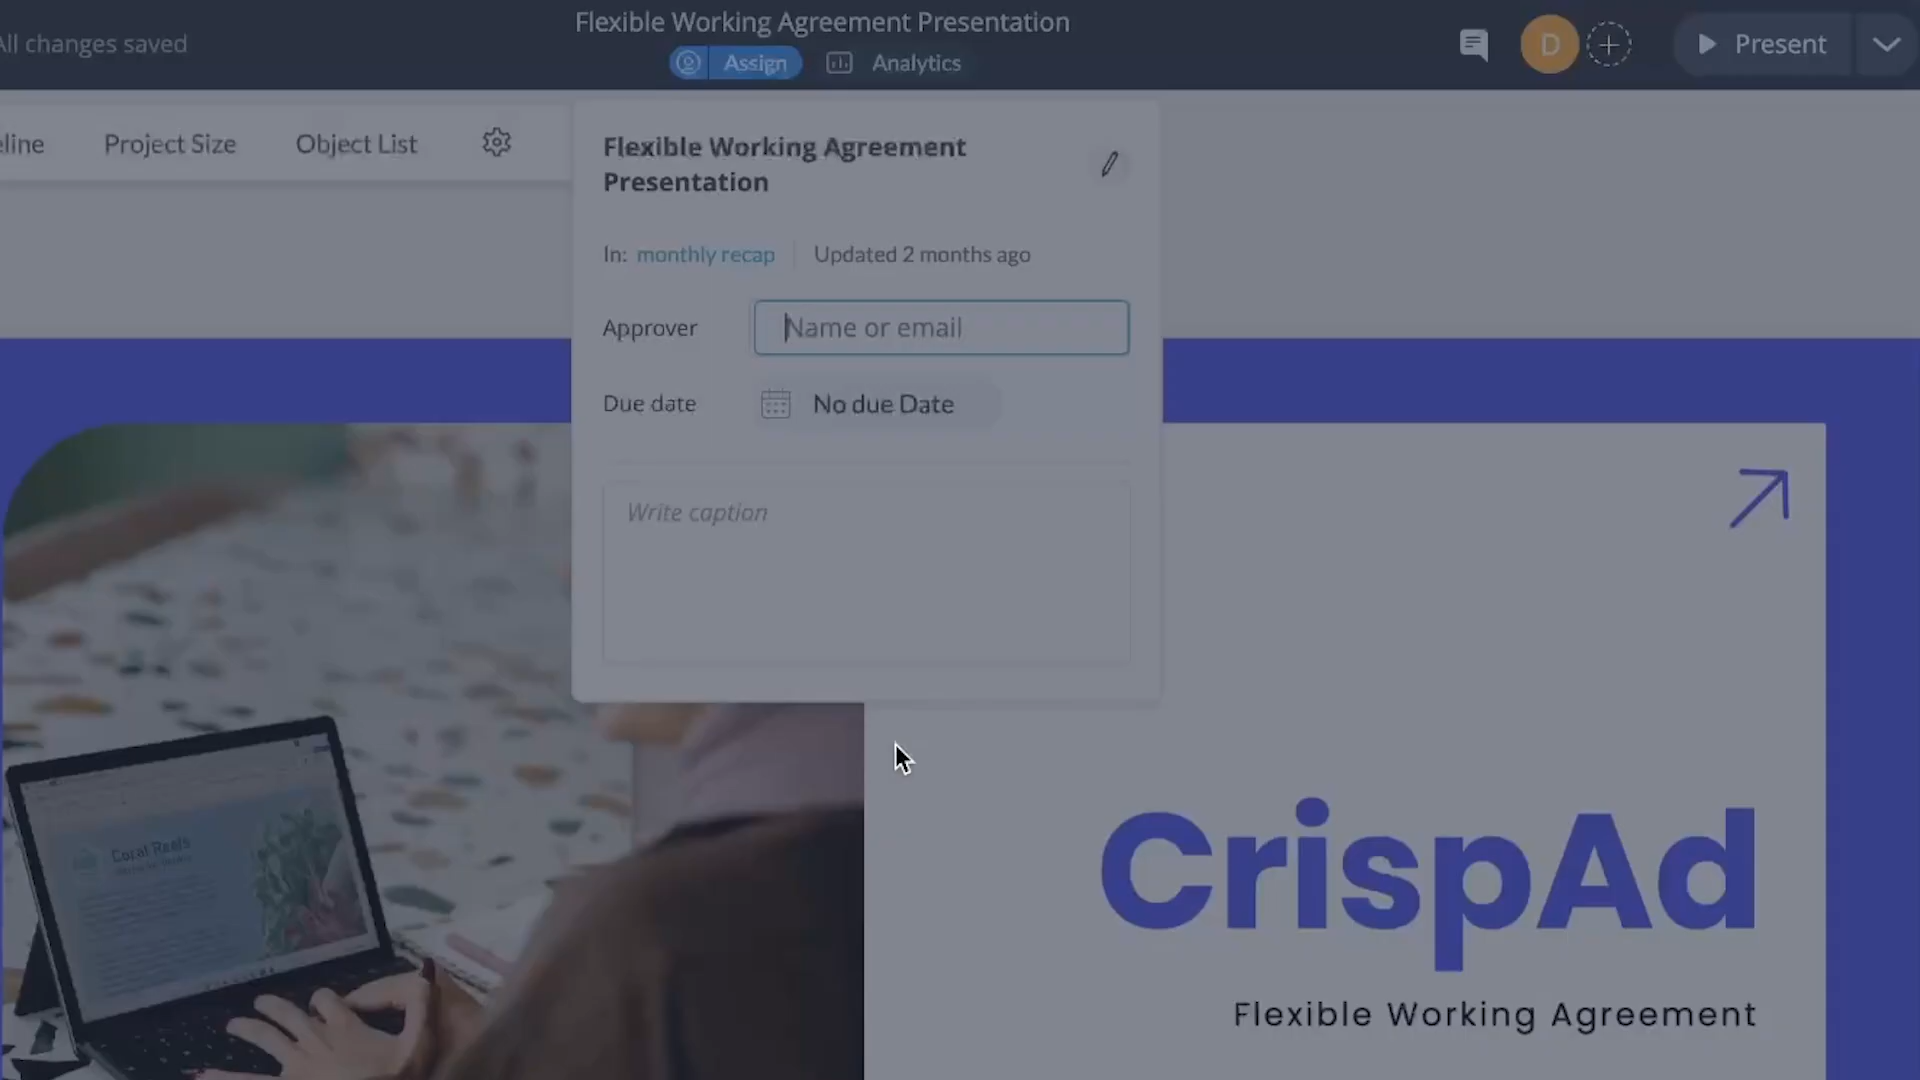 All changes saved
Flexible Working Agreement Presentation
Assign
Analytics
D
Present
eline
Project Size
Object List
Flexible Working Agreement
Presentation
In: monthly recap
Updated 2 months ago
Approver
Name or email
Due date
No due Date
Write caption
Coral Reefs
CrispAd
Flexible Working Agreement